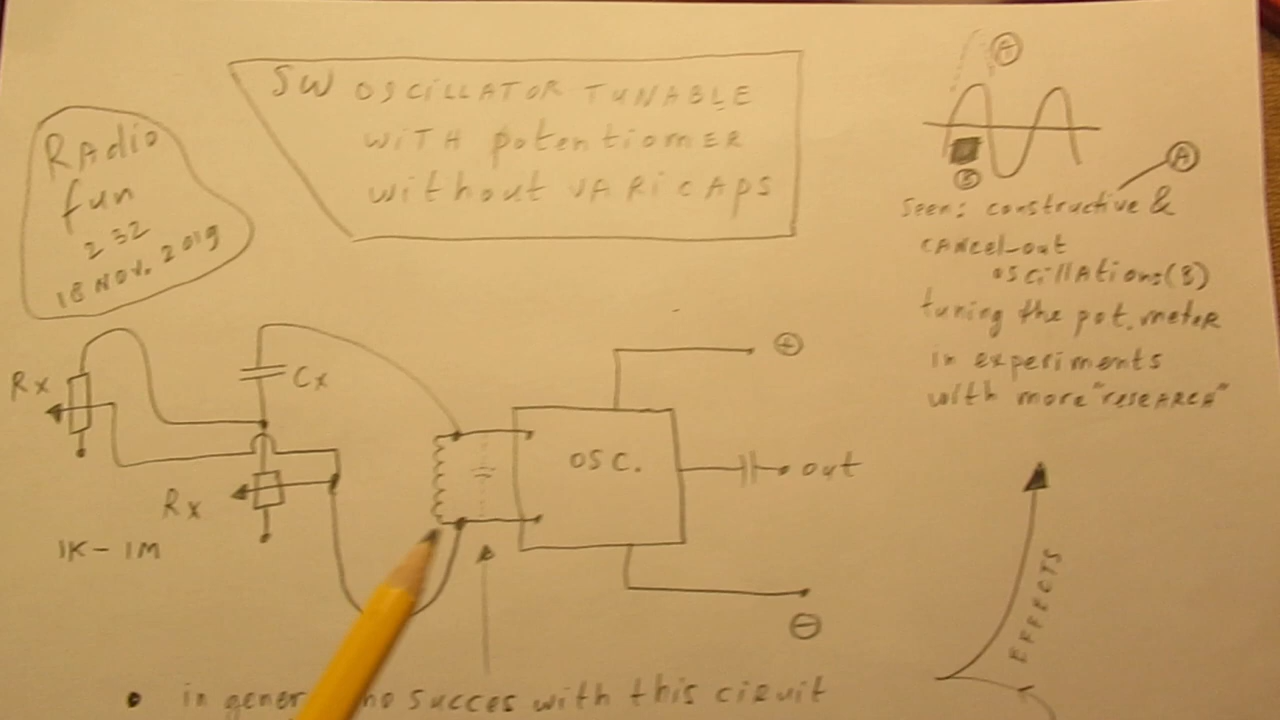 SW OSCILLATOR TUNABLE
WITH potentiomER
without VARICAPS
RAdio
fun
232
18 NOV. 2019
A
B
A
Seen: constructive &
CANcel-out
oscillAtions(B)
tuning the pot.meter
in experiments
with more "reseARCH"
+
Rx
Cx
OSC.
out
Rx
1K - 1M
EFFECTS
-
• in gener no succes with this ciruit